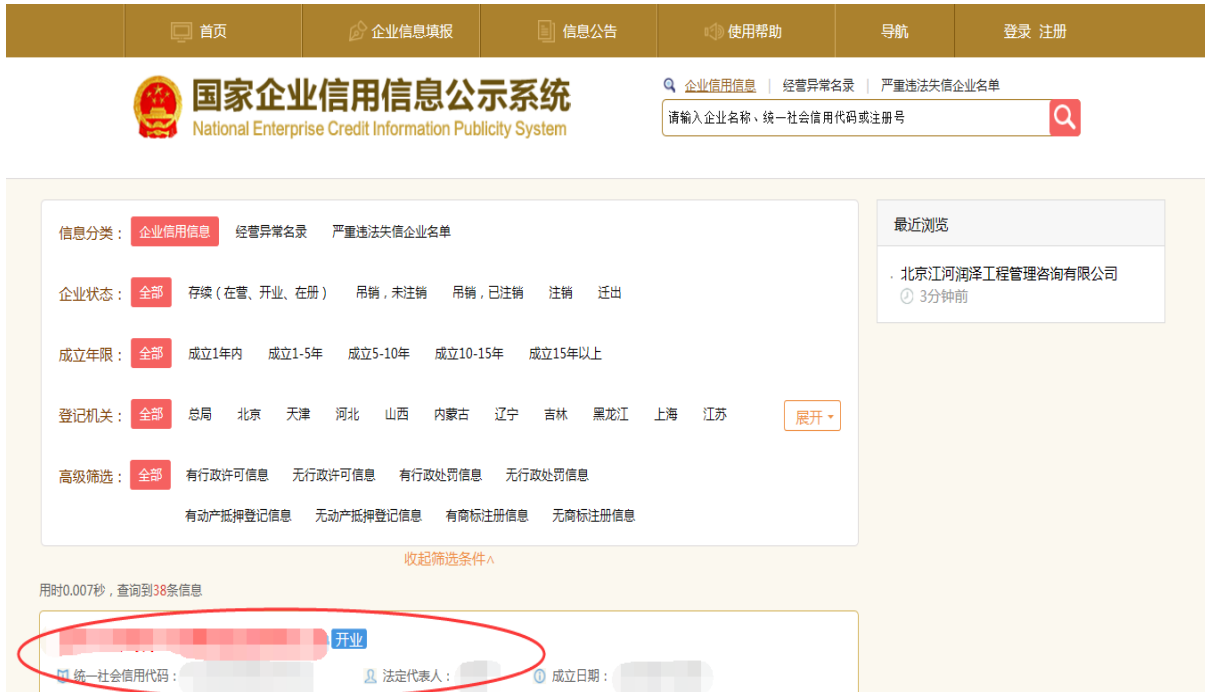 首页 企业信息填报 信息公告 使用帮助 导航 登录 注册
国家企业信用信息公示系统
National Enterprise Credit Information Publicity System
企业信用信息 | 经营异常名录 | 严重违法失信企业名单
请输入企业名称、统一社会信用代码或注册号
信息分类： 企业信用信息 经营异常名录 严重违法失信企业名单
企业状态： 全部 存续（在营、开业、在册） 吊销，未注销 吊销，已注销 注销 迁出
成立年限： 全部 成立1年内 成立1-5年 成立5-10年 成立10-15年 成立15年以上
登记机关： 全部 总局 北京 天津 河北 山西 内蒙古 辽宁 吉林 黑龙江 上海 江苏 展开
高级筛选： 全部 有行政许可信息 无行政许可信息 有行政处罚信息 无行政处罚信息
有动产抵押登记信息 无动产抵押登记信息 有商标注册信息 无商标注册信息
收起筛选条件∧
最近浏览
. 北京江河润泽工程管理咨询有限公司
3分钟前
用时0.007秒，查询到38条信息
开业
统一社会信用代码： 法定代表人： 成立日期：